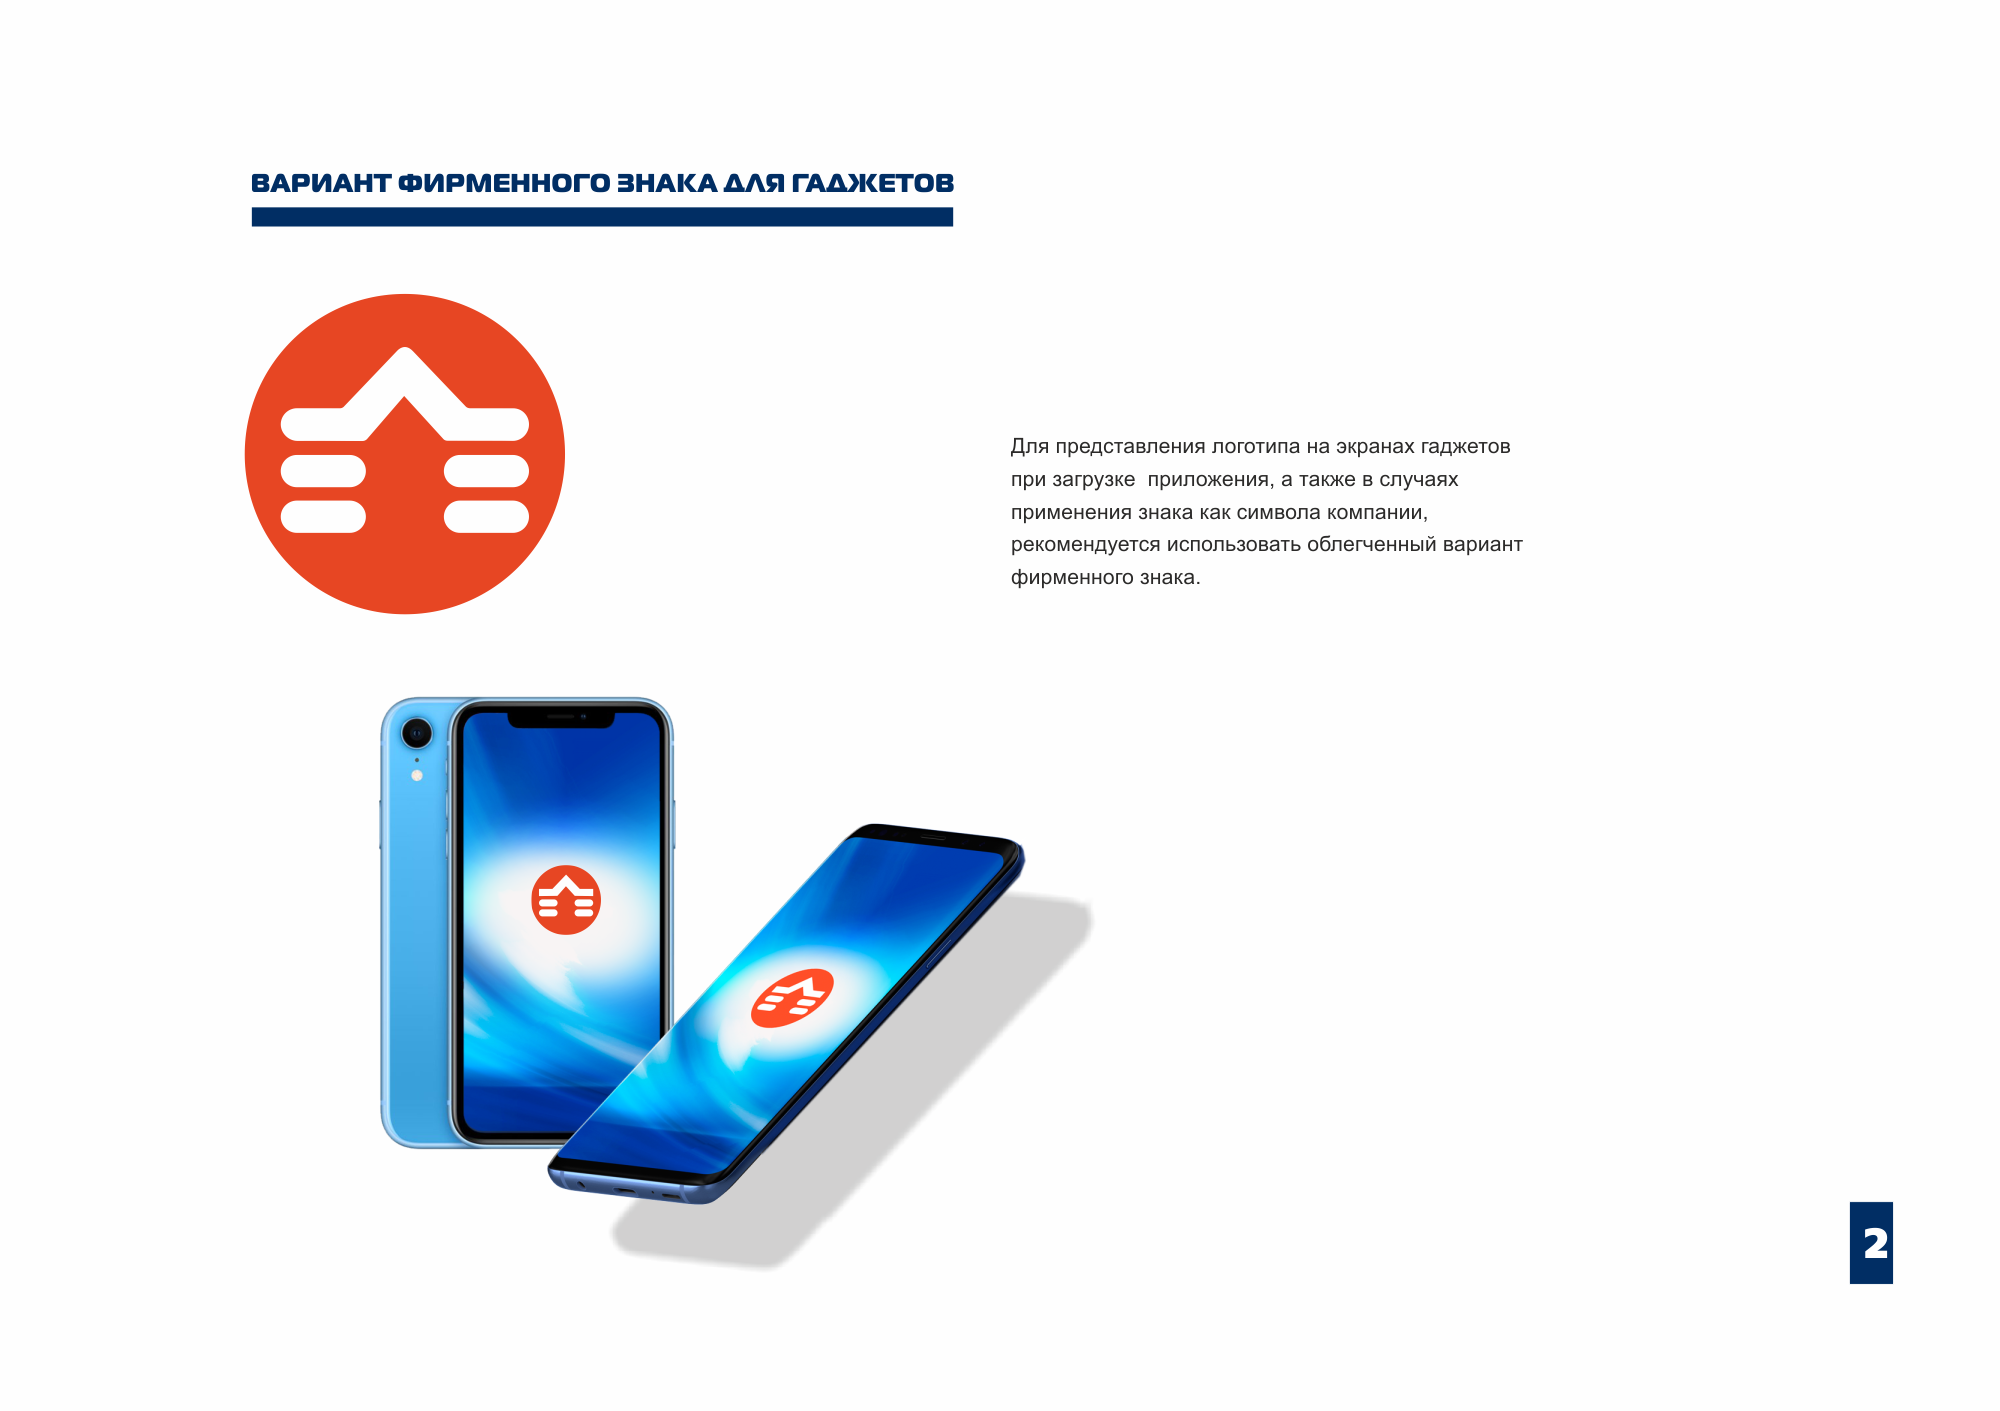 ВАРИАНТ ФИРМЕННОГО ЗНАКА ДЛЯ ГАДЖЕТОВ
Для представления логотипа на экранах гаджетов
при загрузке  приложения, а также в случаях
применения знака как символа компании,
рекомендуется использовать облегченный вариант
фирменного знака.
2